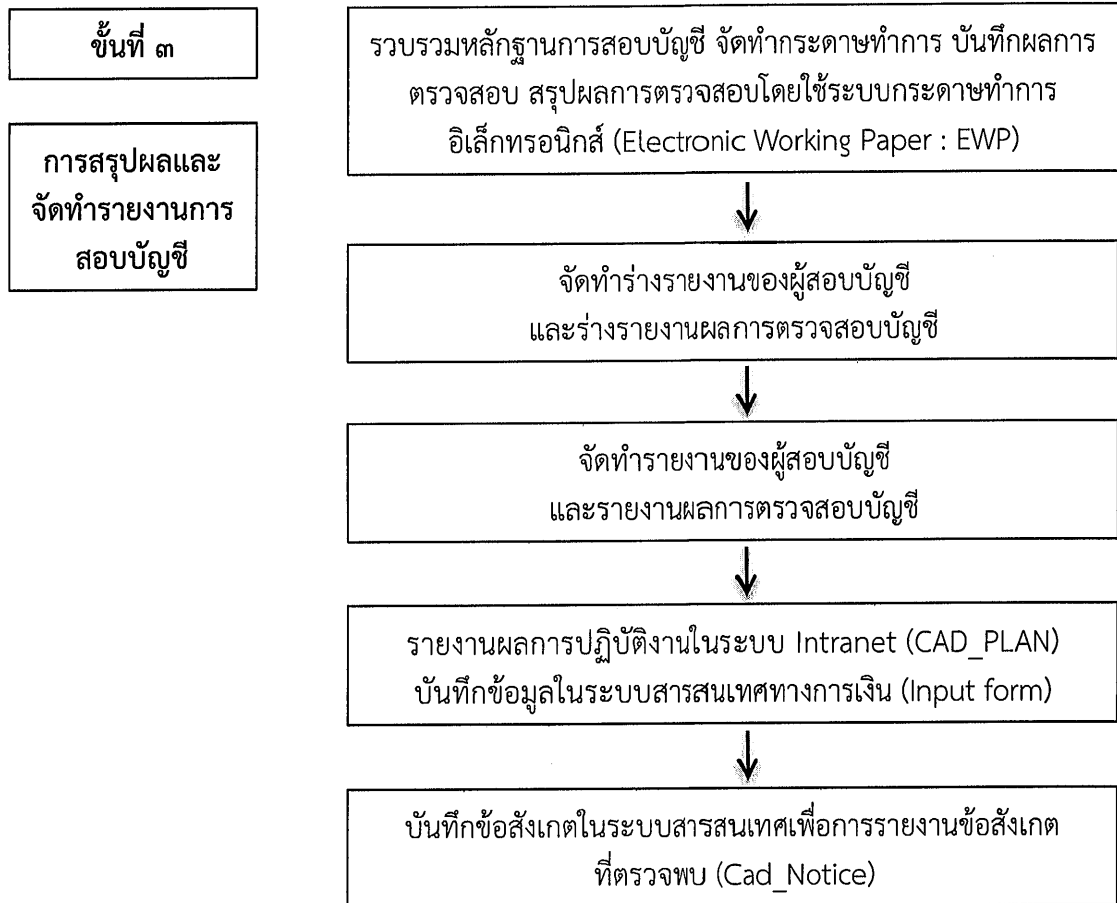 ขั้นที่ ๓
การสรุปผลและ
จัดทำรายงานการ
สอบบัญชี
รวบรวมหลักฐานการสอบบัญชี จัดทำกระดาษทำการ บันทึกผลการ
ตรวจสอบ สรุปผลการตรวจสอบโดยใช้ระบบกระดาษทำการ
อิเล็กทรอนิกส์ (Electronic Working Paper : EWP)
จัดทำร่างรายงานของผู้สอบบัญชี
และร่างรายงานผลการตรวจสอบบัญชี
จัดทำรายงานของผู้สอบบัญชี
และรายงานผลการตรวจสอบบัญชี
รายงานผลการปฏิบัติงานในระบบ Intranet (CAD_PLAN)
บันทึกข้อมูลในระบบสารสนเทศทางการเงิน (Input form)
บันทึกข้อสังเกตในระบบสารสนเทศเพื่อการรายงานข้อสังเกต
ที่ตรวจพบ (Cad_Notice)